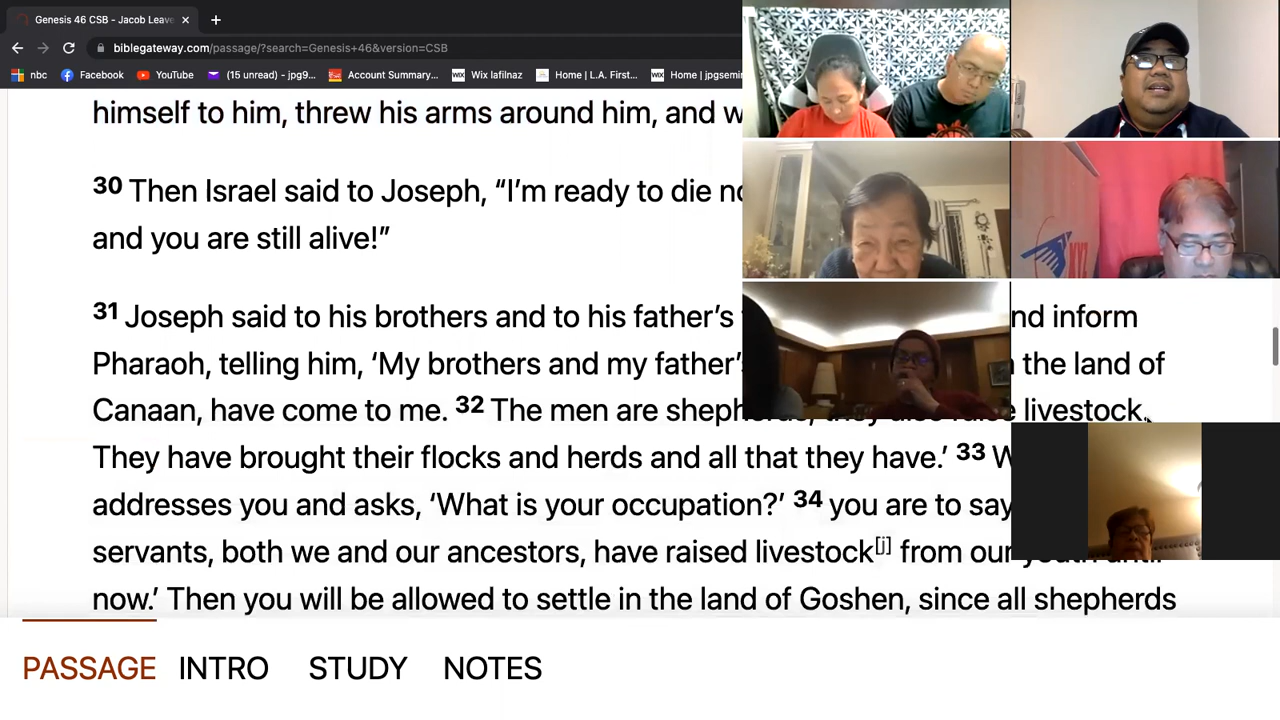 Genesis 46 CSB - Jacob Leave
biblegateway.com/passage/?search=Genesis+46&version=CSB
nbc Facebook YouTube (15 unread) - jpg9... Account Summary... Wix lafilnaz Home | L.A. First... Home | jpgsemi
himself to him, threw his arms around him, and w
30 Then Israel said to Joseph, “I’m ready to die
and you are still alive!”
31 Joseph said to his brothers and to his father’s nd inform
Pharaoh, telling him, ‘My brothers and my father’s the land of
Canaan, have come to me. 32 The men are shepherds; they also raise livestock.
They have brought their flocks and herds and all that they have.’ 33 W
addresses you and asks, ‘What is your occupation?’ 34 you are to say
servants, both we and our ancestors, have raised livestock[j] from our youth until
now.’ Then you will be allowed to settle in the land of Goshen, since all shepherds
PASSAGE INTRO STUDY NOTES
XYZ